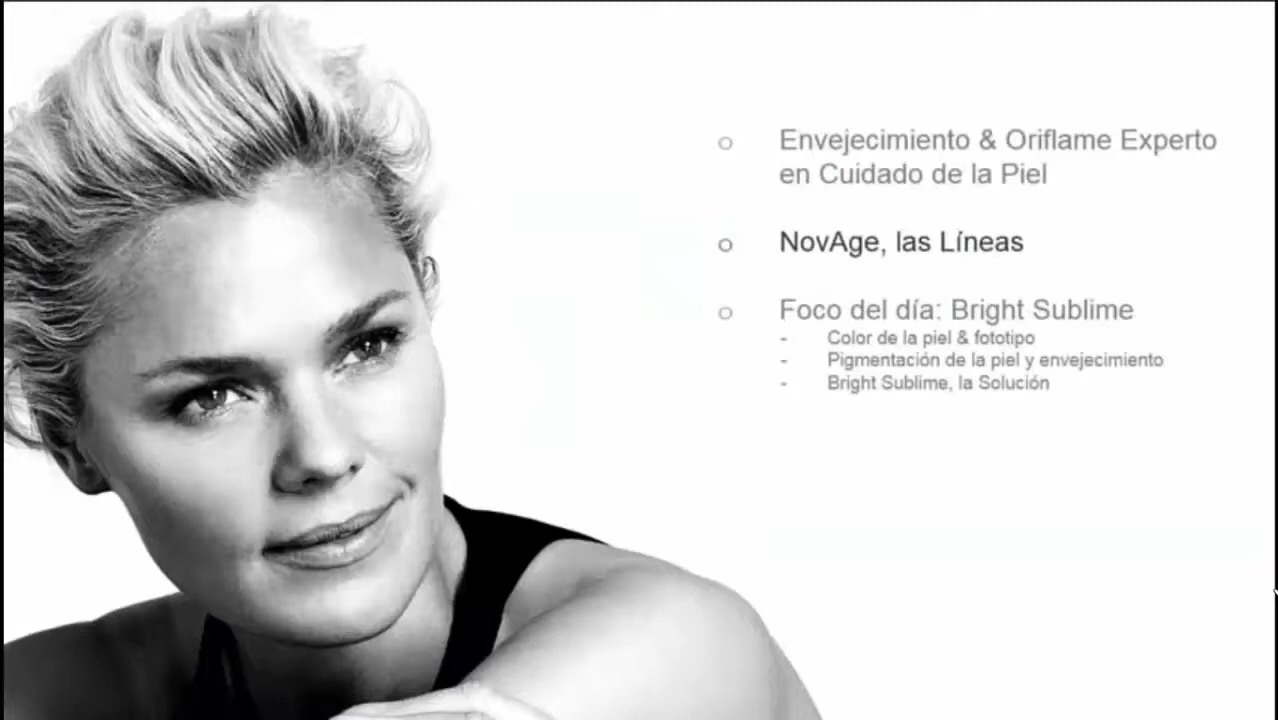 Envejecimiento & Oriflame Experto
en Cuidado de la Piel
NovAge, las Líneas
Foco del día: Bright Sublime
- Color de la piel & fototipo
- Pigmentación de la piel y envejecimiento
- Bright Sublime, la Solución